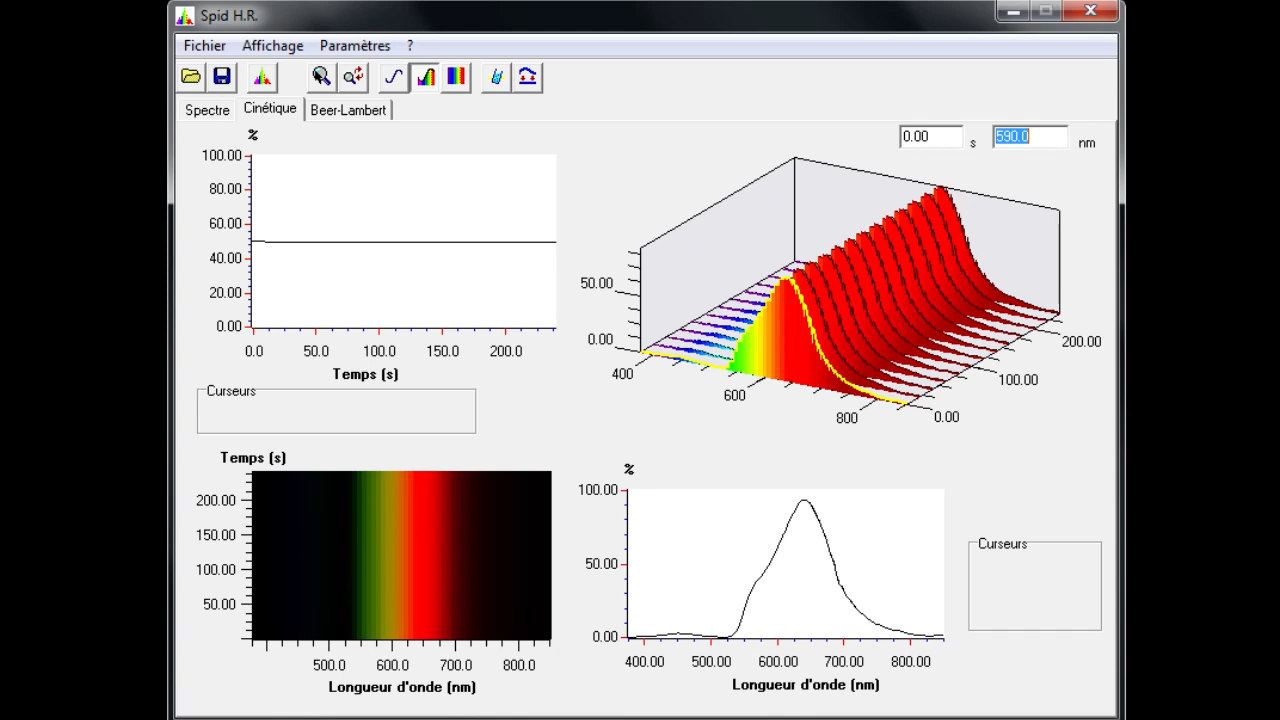 Spid H.R.
Fichier Affichage Paramètres ?
Spectre Cinétique Beer-Lambert
0.00 s 590.0 nm
%
100.00
80.00
60.00
40.00
20.00
0.00
0.0 50.0 100.0 150.0 200.0
Temps (s)
Curseurs
50.00
0.00
400
600
800
0.00
100.00
200.00
Temps (s)
200.00
150.00
100.00
50.00
500.0 600.0 700.0 800.0
Longueur d'onde (nm)
%
100.00
50.00
0.00
400.00 500.00 600.00 700.00 800.00
Longueur d'onde (nm)
Curseurs